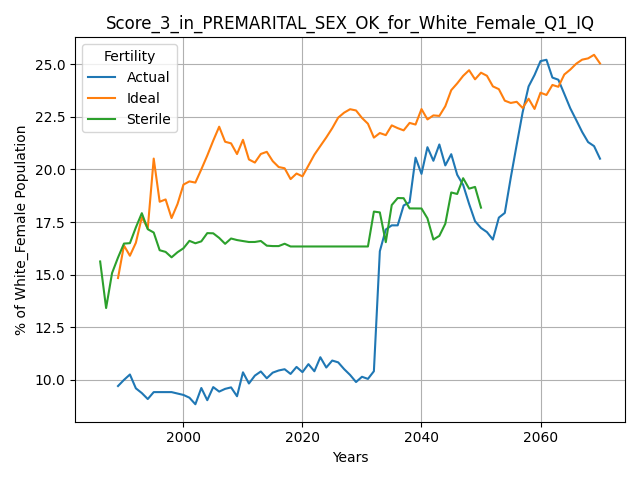 Score_3_in_PREMARITAL_SEX_OK_for_White_Female_Q1_IQ
Fertility
Actual
Ideal
Sterile
% of White_Female Population
25.0
22.5
20.0
17.5
15.0
12.5
10.0
2000
2020
2040
2060
Years